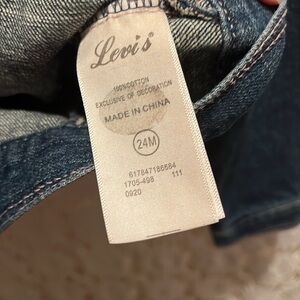 Levi's
100% COTTON
EXCLUSIVE OF DECORATION
MADE IN CHINA
24M
617847186684
1705-498 111
0920